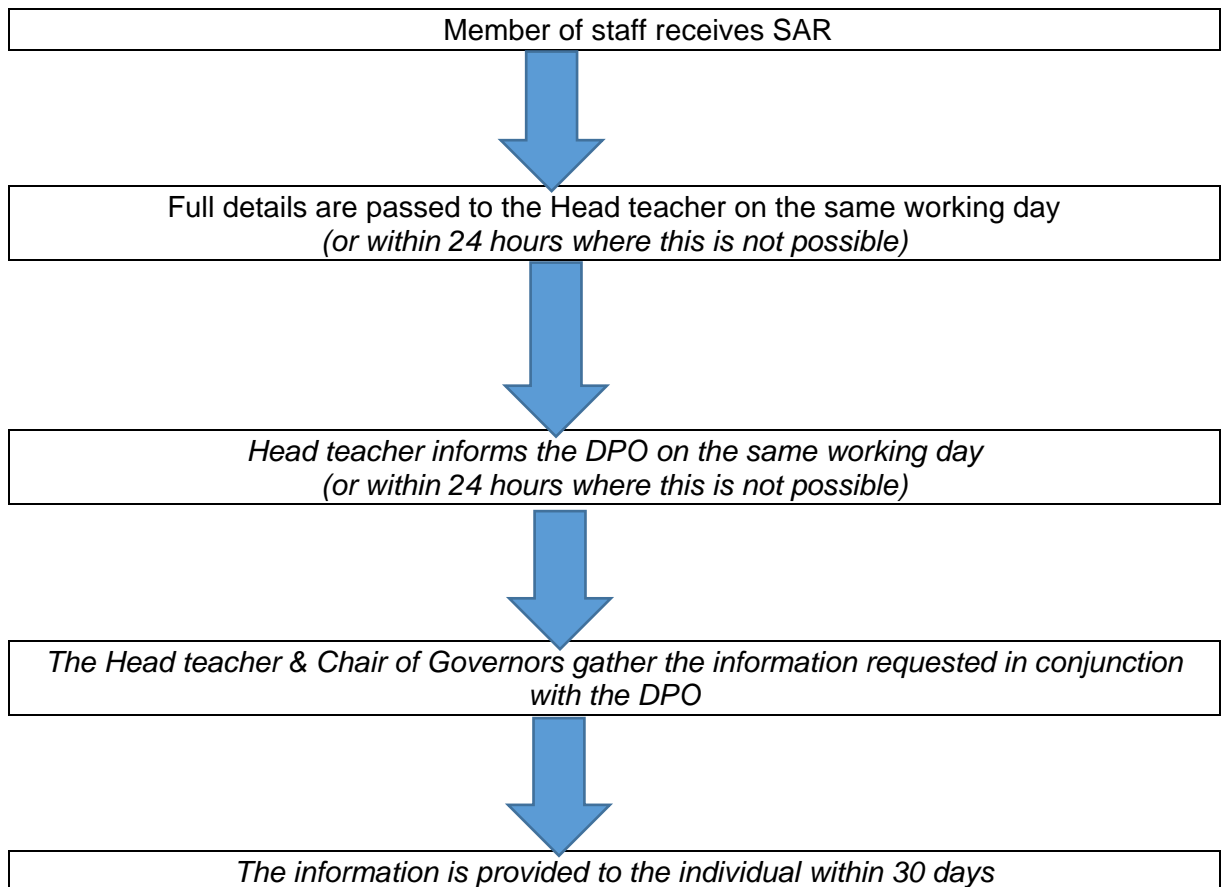 Member of staff receives SAR
Full details are passed to the Head teacher on the same working day
(or within 24 hours where this is not possible)
Head teacher informs the DPO on the same working day
(or within 24 hours where this is not possible)
The Head teacher & Chair of Governors gather the information requested in conjunction
with the DPO
The information is provided to the individual within 30 days